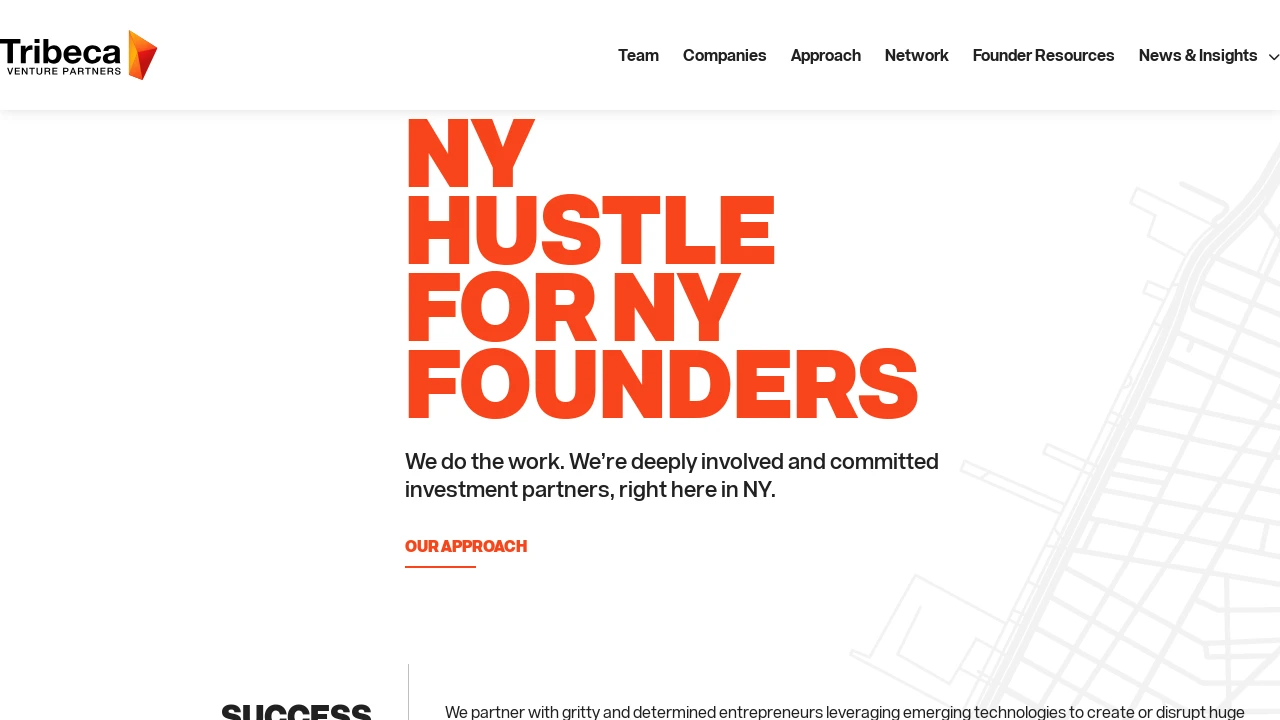 Tribeca
VENTURE PARTNERS
Team
Companies
Approach
Network
Founder Resources
News & Insights
NY
HUSTLE
FOR NY
FOUNDERS
We do the work. We’re deeply involved and committed
investment partners, right here in NY.
OUR APPROACH
SUCCESS
We partner with gritty and determined entrepreneurs leveraging emerging technologies to create or disrupt huge